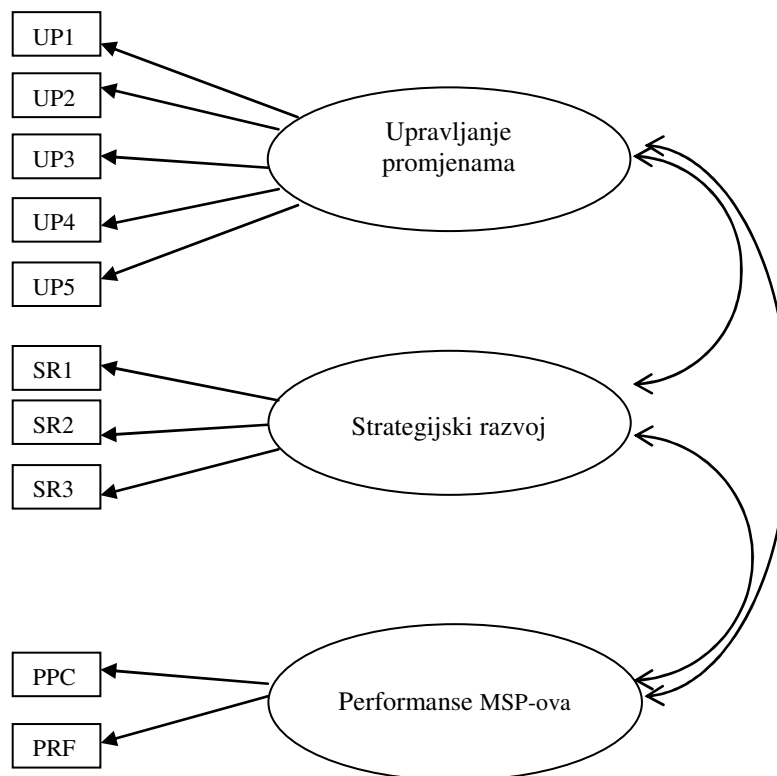 UP1
UP2
UP3
UP4
UP5
Upravljanje
promjenama
SR1
SR2
SR3
Strategijski razvoj
PPC
PRF
Performanse MSP-ova